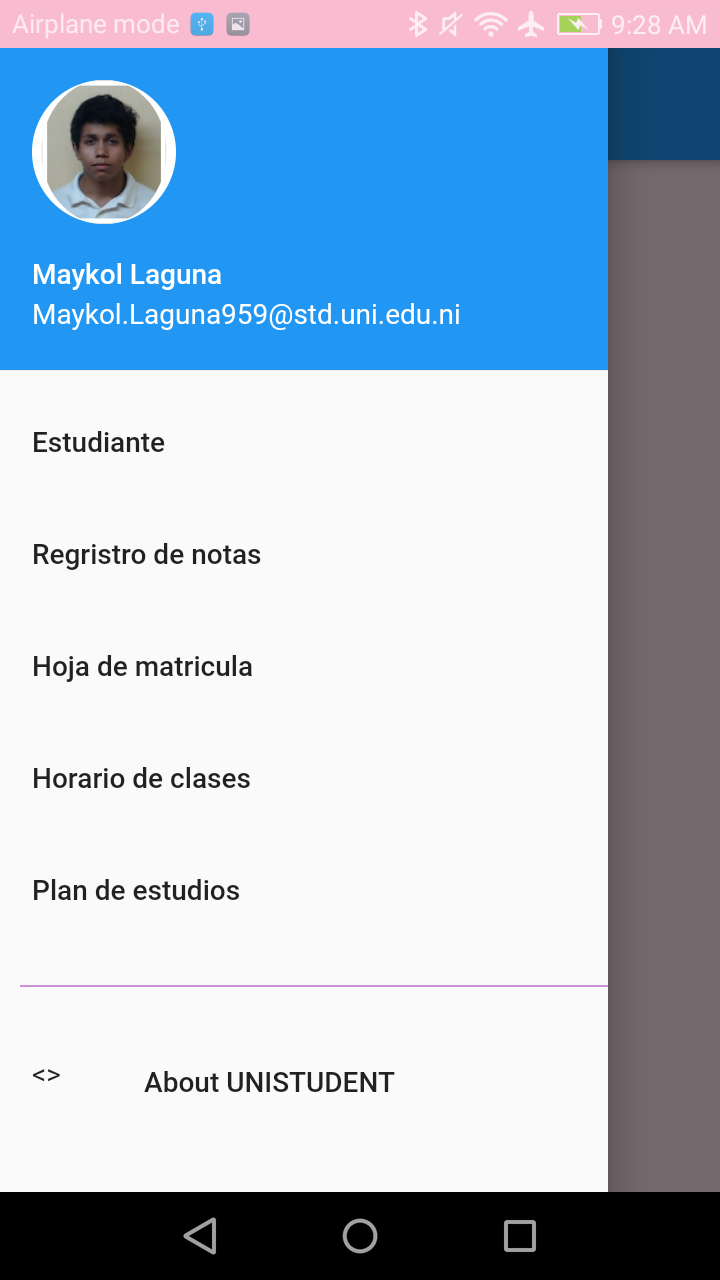 Airplane mode 9:28 AM
Maykol Laguna
Maykol.Laguna959@std.uni.edu.ni
Estudiante
Regristro de notas
Hoja de matricula
Horario de clases
Plan de estudios
<> About UNISTUDENT